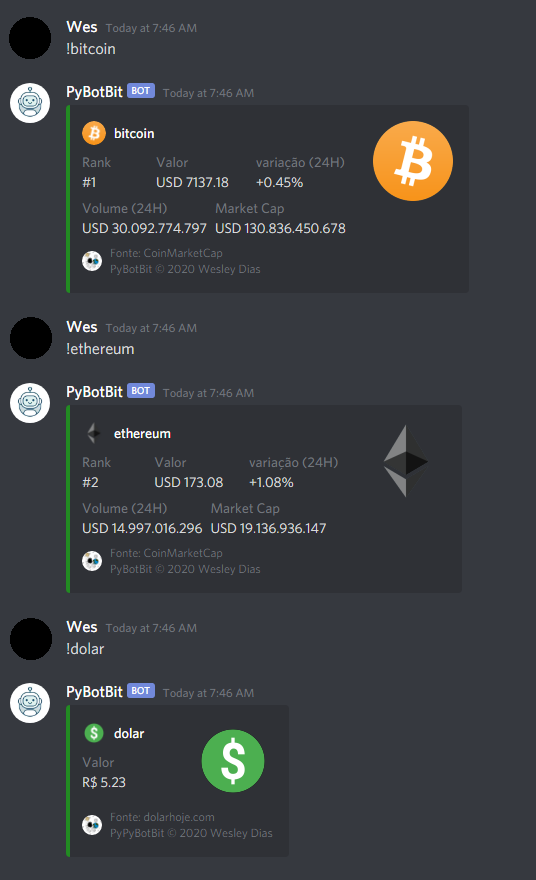 Wes Today at 7:46 AM
!bitcoin
PyBotBit BOT Today at 7:46 AM
bitcoin
Rank Valor variação (24H)
#1 USD 7137.18 +0.45%
Volume (24H) Market Cap
USD 30.092.774.797 USD 130.836.450.678
Fonte: CoinMarketCap
PyBotBit © 2020 Wesley Dias
Wes Today at 7:46 AM
!ethereum
PyBotBit BOT Today at 7:46 AM
ethereum
Rank Valor variação (24H)
#2 USD 173.08 +1.08%
Volume (24H) Market Cap
USD 14.997.016.296 USD 19.136.936.147
Fonte: CoinMarketCap
PyBotBit © 2020 Wesley Dias
Wes Today at 7:46 AM
!dolar
PyBotBit BOT Today at 7:46 AM
dolar
Valor
R$ 5.23
Fonte: dolarhoje.com
PyPyBotBit © 2020 Wesley Dias